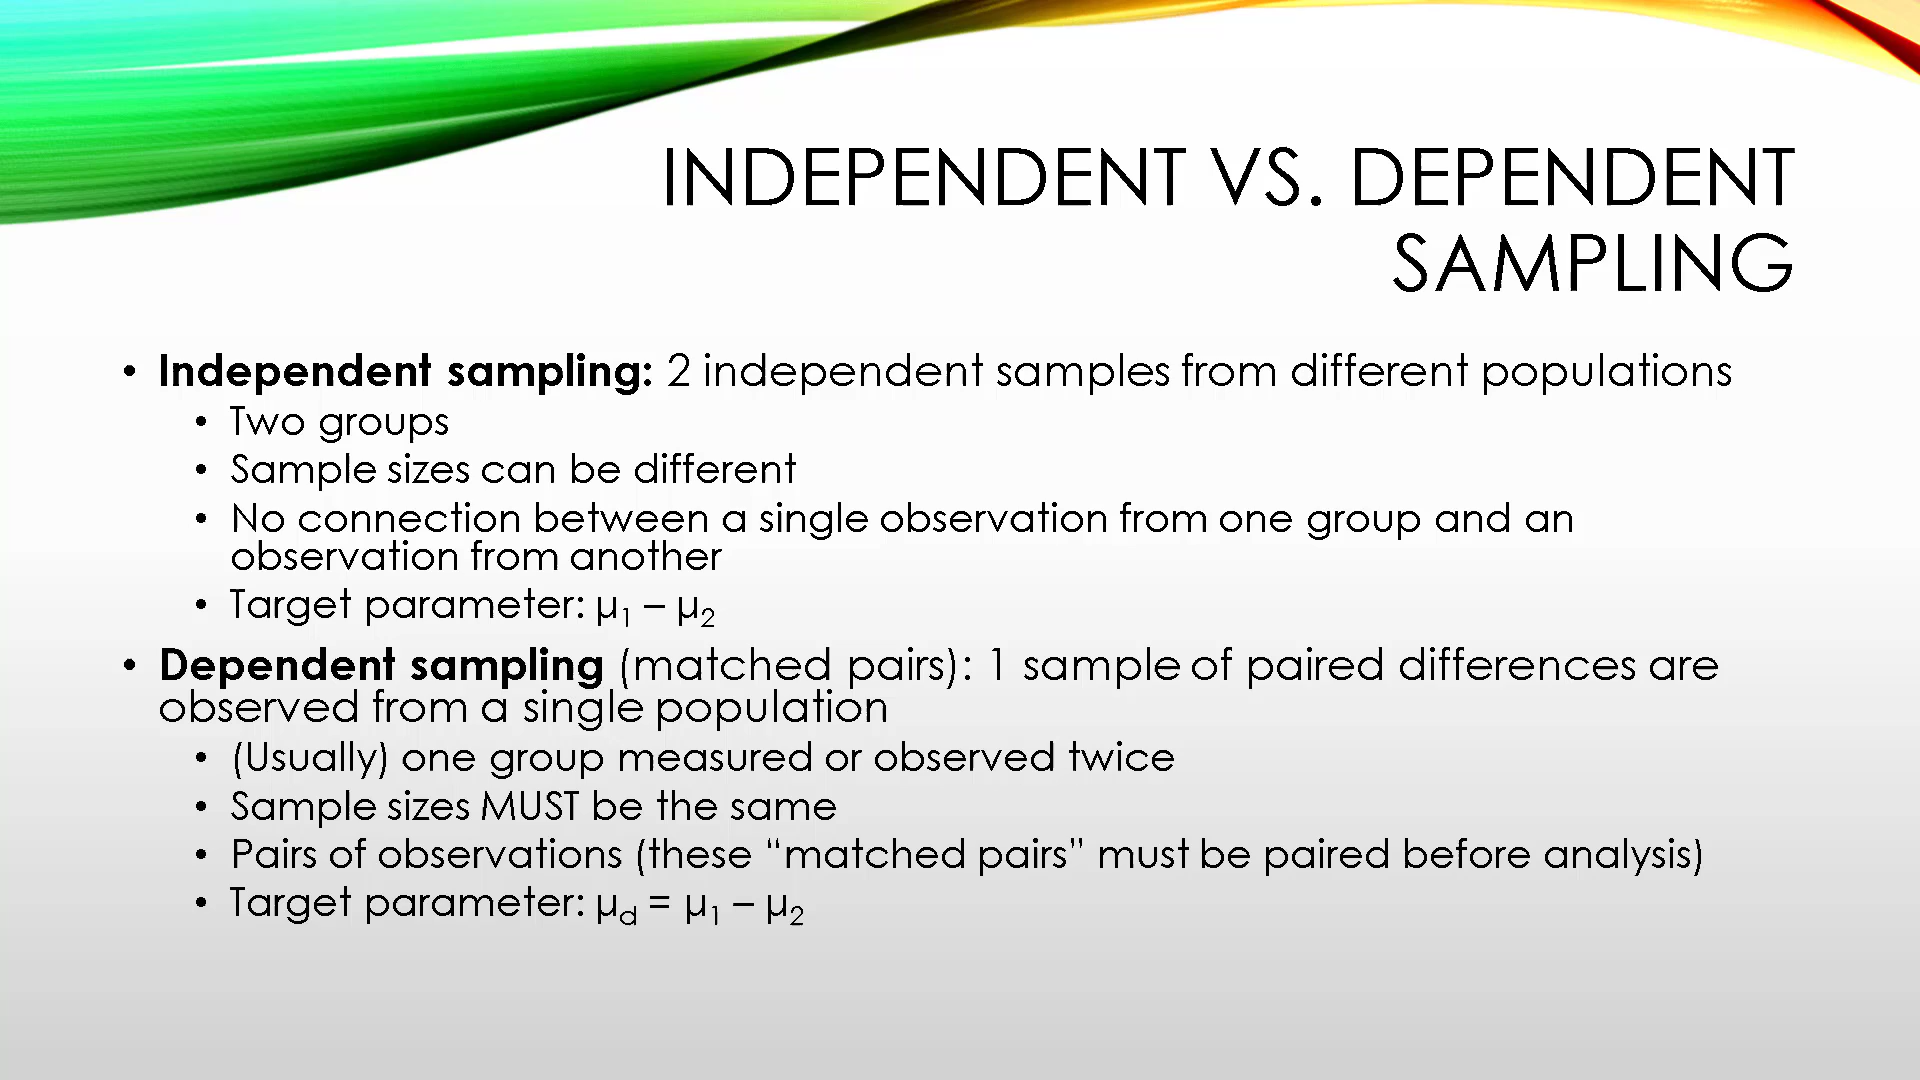 INDEPENDENT VS. DEPENDENT
SAMPLING
• Independent sampling: 2 independent samples from different populations
• Two groups
• Sample sizes can be different
• No connection between a single observation from one group and an
observation from another
• Target parameter: µ₁ – µ₂
• Dependent sampling (matched pairs): 1 sample of paired differences are
observed from a single population
• (Usually) one group measured or observed twice
• Sample sizes MUST be the same
• Pairs of observations (these “matched pairs” must be paired before analysis)
• Target parameter: µ_d = µ₁ – µ₂